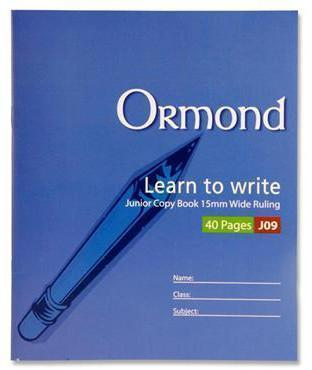 Ormond
Learn to write
Junior Copy Book 15mm Wide Ruling
40 Pages J09
Name:
Class:
Subject: